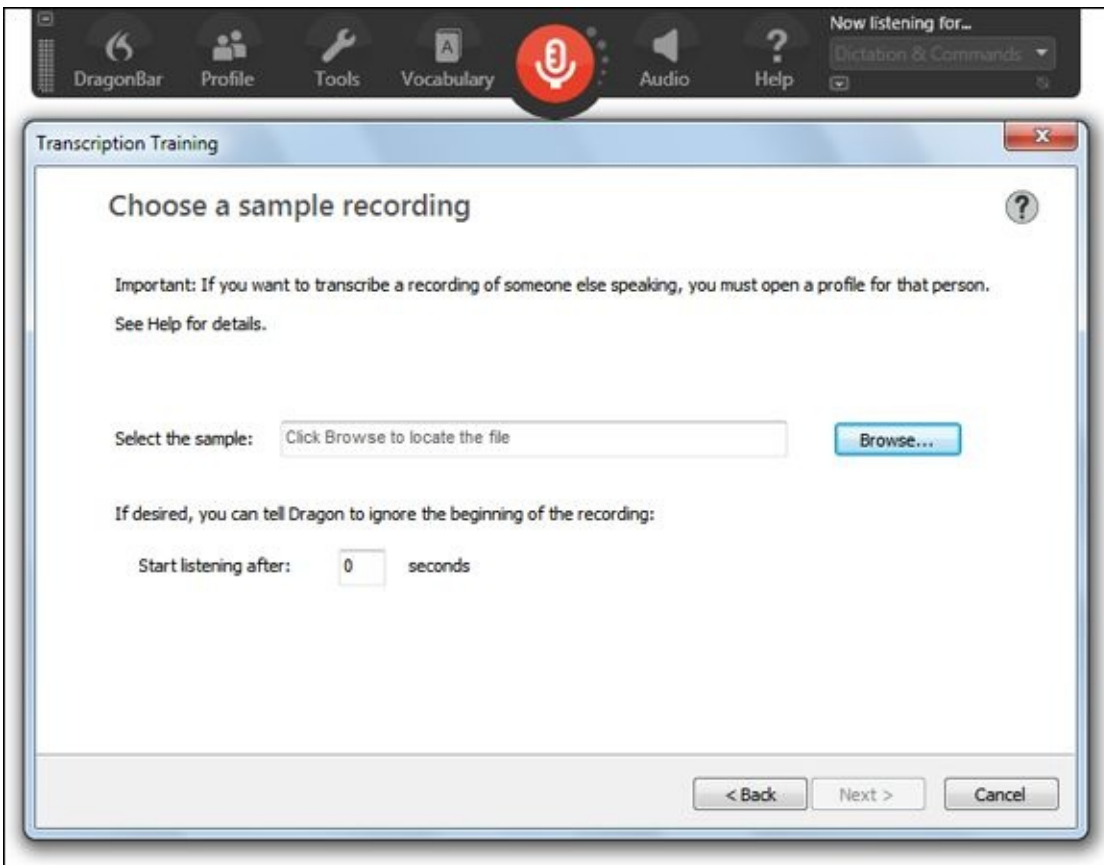 Now listening for...
DragonBar Profile Tools Vocabulary Audio Help
Dictation & Commands
Transcription Training
Choose a sample recording
?
Important: If you want to transcribe a recording of someone else speaking, you must open a profile for that person.
See Help for details.
Select the sample: Click Browse to locate the file Browse...
If desired, you can tell Dragon to ignore the beginning of the recording:
Start listening after: 0 seconds
< Back Next > Cancel